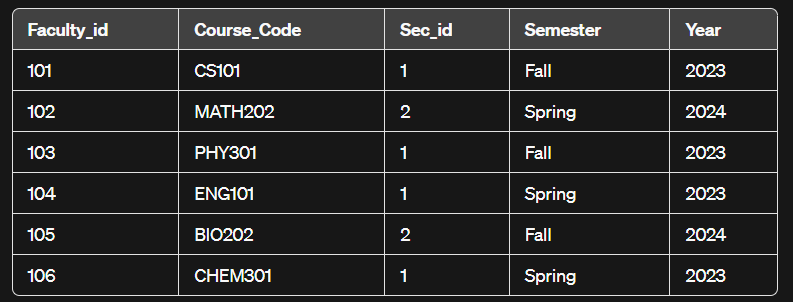 Faculty_id Course_Code Sec_id Semester Year
101 CS101 1 Fall 2023
102 MATH202 2 Spring 2024
103 PHY301 1 Fall 2023
104 ENG101 1 Spring 2023
105 BIO202 2 Fall 2024
106 CHEM301 1 Spring 2023